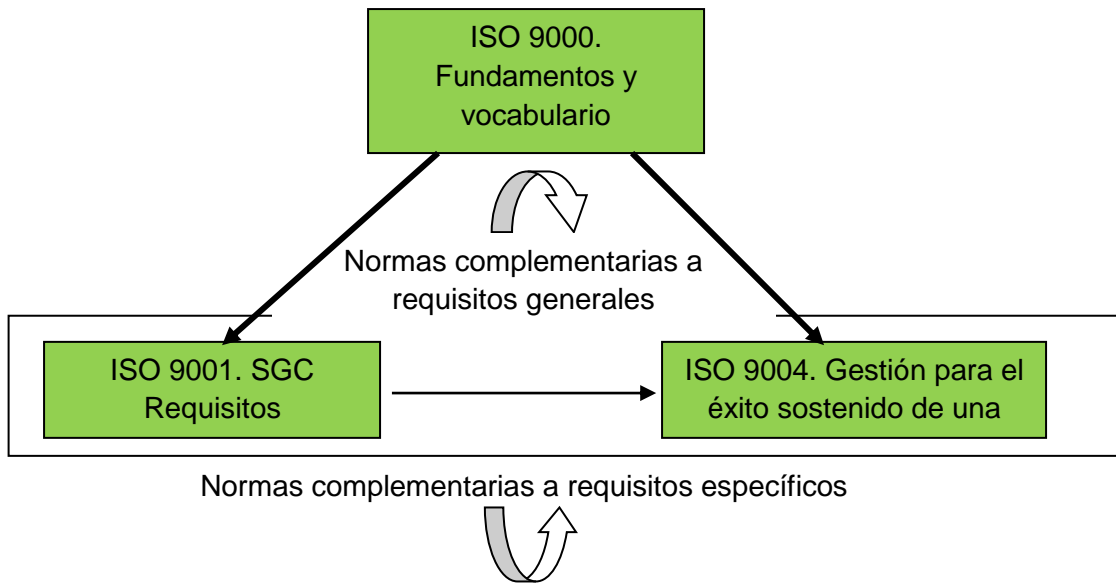 ISO 9000.
Fundamentos y
vocabulario
Normas complementarias a
requisitos generales
ISO 9001. SGC
Requisitos
ISO 9004. Gestión para el
éxito sostenido de una
Normas complementarias a requisitos específicos